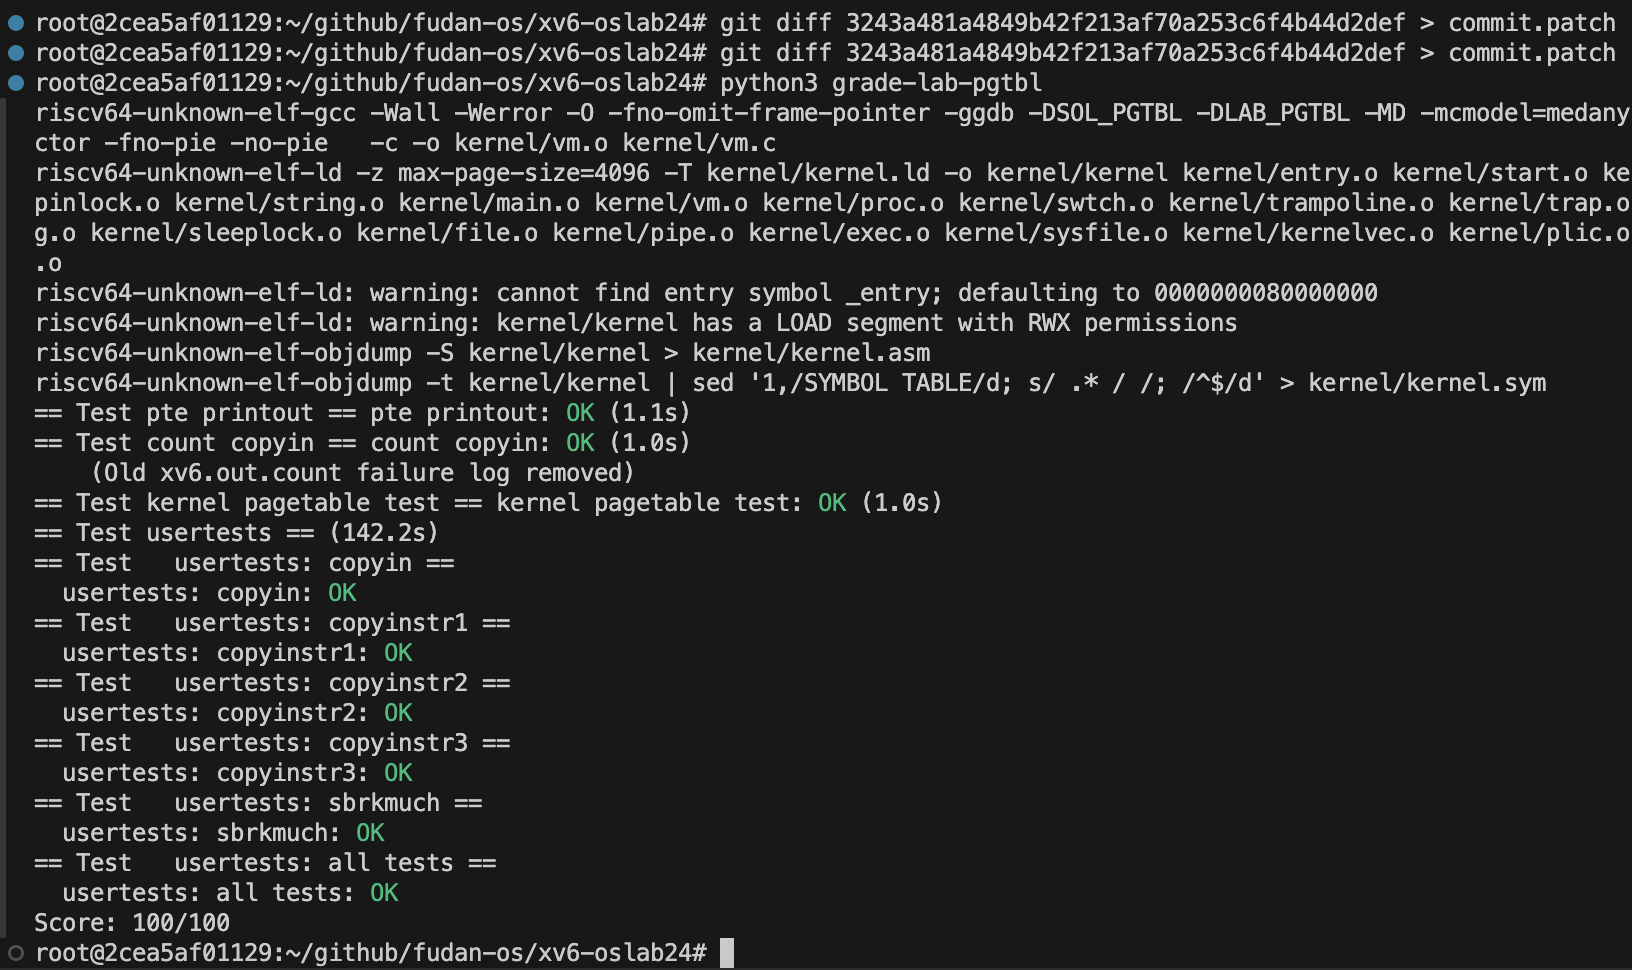 root@2cea5af01129:~/github/fudan-os/xv6-oslab24# git diff 3243a481a4849b42f213af70a253c6f4b44d2def > commit.patch
root@2cea5af01129:~/github/fudan-os/xv6-oslab24# git diff 3243a481a4849b42f213af70a253c6f4b44d2def > commit.patch
root@2cea5af01129:~/github/fudan-os/xv6-oslab24# python3 grade-lab-pgtbl
riscv64-unknown-elf-gcc -Wall -Werror -O -fno-omit-frame-pointer -ggdb -DSOL_PGTBL -DLAB_PGTBL -MD -mcmodel=medany
ctor -fno-pie -no-pie   -c -o kernel/vm.o kernel/vm.c
riscv64-unknown-elf-ld -z max-page-size=4096 -T kernel/kernel.ld -o kernel/kernel kernel/entry.o kernel/start.o ke
pinlock.o kernel/string.o kernel/main.o kernel/vm.o kernel/proc.o kernel/swtch.o kernel/trampoline.o kernel/trap.o
g.o kernel/sleeplock.o kernel/file.o kernel/pipe.o kernel/exec.o kernel/sysfile.o kernel/kernelvec.o kernel/plic.o
.o
riscv64-unknown-elf-ld: warning: cannot find entry symbol _entry; defaulting to 0000000080000000
riscv64-unknown-elf-ld: warning: kernel/kernel has a LOAD segment with RWX permissions
riscv64-unknown-elf-objdump -S kernel/kernel > kernel/kernel.asm
riscv64-unknown-elf-objdump -t kernel/kernel | sed '1,/SYMBOL TABLE/d; s/ .* / /; /^$/d' > kernel/kernel.sym
== Test pte printout == pte printout: OK (1.1s)
== Test count copyin == count copyin: OK (1.0s)
    (Old xv6.out.count failure log removed)
== Test kernel pagetable test == kernel pagetable test: OK (1.0s)
== Test usertests == (142.2s)
== Test   usertests: copyin ==
  usertests: copyin: OK
== Test   usertests: copyinstr1 ==
  usertests: copyinstr1: OK
== Test   usertests: copyinstr2 ==
  usertests: copyinstr2: OK
== Test   usertests: copyinstr3 ==
  usertests: copyinstr3: OK
== Test   usertests: sbrkmuch ==
  usertests: sbrkmuch: OK
== Test   usertests: all tests ==
  usertests: all tests: OK
Score: 100/100
root@2cea5af01129:~/github/fudan-os/xv6-oslab24#